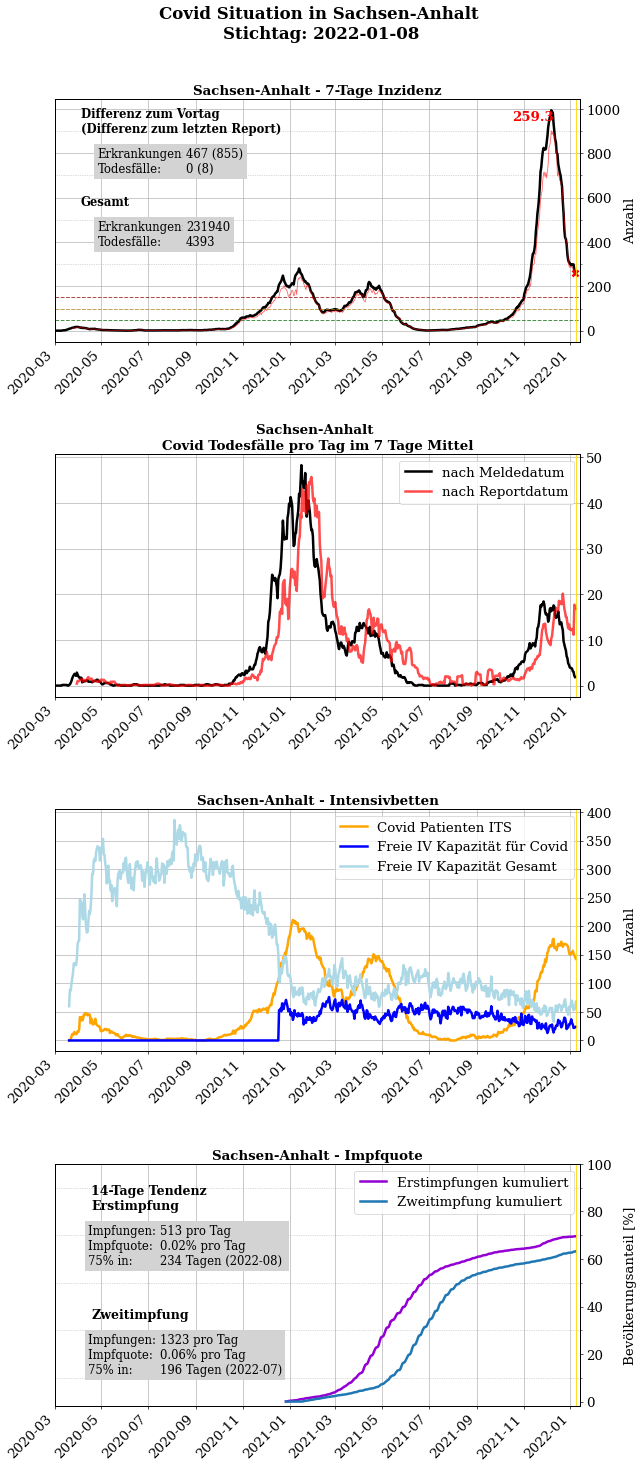 Covid Situation in Sachsen-Anhalt
Stichtag: 2022-01-08
Sachsen-Anhalt - 7-Tage Inzidenz
Differenz zum Vortag
(Differenz zum letzten Report)
Erkrankungen 467 (855)
Todesfälle: 0 (8)
Gesamt
Erkrankungen 231940
Todesfälle: 4393
259.3
1000
800
600
400
200
0
Anzahl
2020-03
2020-05
2020-07
2020-09
2020-11
2021-01
2021-03
2021-05
2021-07
2021-09
2021-11
2022-01
Sachsen-Anhalt
Covid Todesfälle pro Tag im 7 Tage Mittel
nach Meldedatum
nach Reportdatum
50
40
30
20
10
0
2020-03
2020-05
2020-07
2020-09
2020-11
2021-01
2021-03
2021-05
2021-07
2021-09
2021-11
2022-01
Sachsen-Anhalt - Intensivbetten
Covid Patienten ITS
Freie IV Kapazität für Covid
Freie IV Kapazität Gesamt
400
350
300
250
200
150
100
50
0
Anzahl
2020-03
2020-05
2020-07
2020-09
2020-11
2021-01
2021-03
2021-05
2021-07
2021-09
2021-11
2022-01
Sachsen-Anhalt - Impfquote
14-Tage Tendenz
Erstimpfung
Impfungen: 513 pro Tag
Impfquote: 0.02% pro Tag
75% in: 234 Tagen (2022-08)
Zweitimpfung
Impfungen: 1323 pro Tag
Impfquote: 0.06% pro Tag
75% in: 196 Tagen (2022-07)
Erstimpfungen kumuliert
Zweitimpfung kumuliert
100
80
60
40
20
0
Bevölkerungsanteil [%]
2020-03
2020-05
2020-07
2020-09
2020-11
2021-01
2021-03
2021-05
2021-07
2021-09
2021-11
2022-01